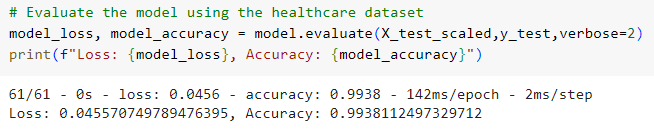 # Evaluate the model using the healthcare dataset
model_loss, model_accuracy = model.evaluate(X_test_scaled,y_test,verbose=2)
print(f"Loss: {model_loss}, Accuracy: {model_accuracy}")
61/61 - 0s - loss: 0.0456 - accuracy: 0.9938 - 142ms/epoch - 2ms/step
Loss: 0.045570749789476395, Accuracy: 0.9938112497329712